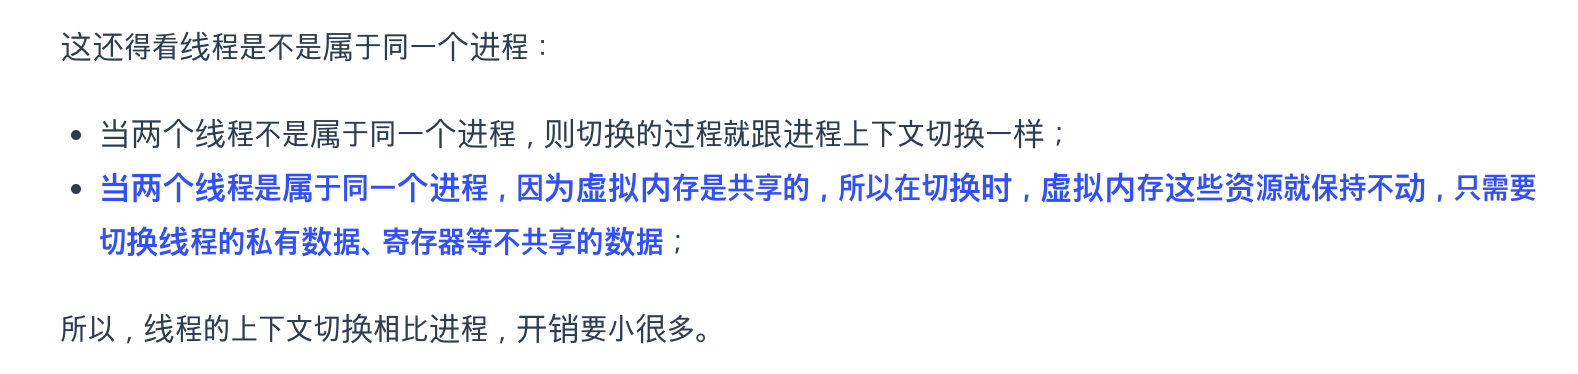 这还得看线程是不是属于同一个进程：
当两个线程不是属于同一个进程，则切换的过程就跟进程上下文切换一样；
当两个线程是属于同一个进程，因为虚拟内存是共享的，所以在切换时，虚拟内存这些资源就保持不动，只需要
切换线程的私有数据、寄存器等不共享的数据；
所以，线程的上下文切换相比进程，开销要小很多。